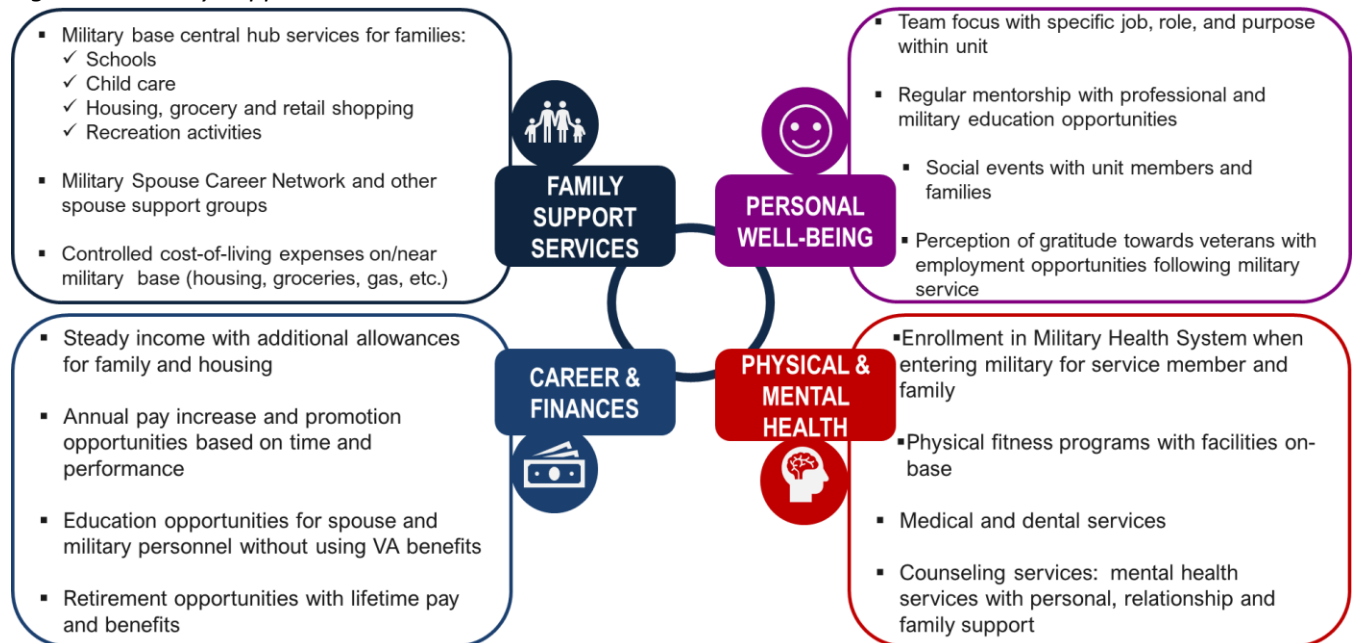 ▪ Military base central hub services for families:
✓ Schools
✓ Child care
✓ Housing, grocery and retail shopping
✓ Recreation activities
▪ Military Spouse Career Network and other
spouse support groups
▪ Controlled cost-of-living expenses on/near
military base (housing, groceries, gas, etc.)
FAMILY
SUPPORT
SERVICES
PERSONAL
WELL-BEING
▪ Team focus with specific job, role, and purpose
within unit
▪ Regular mentorship with professional and
military education opportunities
▪ Social events with unit members and
families
▪ Perception of gratitude towards veterans with
employment opportunities following military
service
▪ Steady income with additional allowances
for family and housing
▪ Annual pay increase and promotion
opportunities based on time and
performance
▪ Education opportunities for spouse and
military personnel without using VA benefits
▪ Retirement opportunities with lifetime pay
and benefits
CAREER &
FINANCES
PHYSICAL &
MENTAL
HEALTH
▪Enrollment in Military Health System when
entering military for service member and
family
▪Physical fitness programs with facilities on-
base
▪ Medical and dental services
▪ Counseling services: mental health
services with personal, relationship and
family support